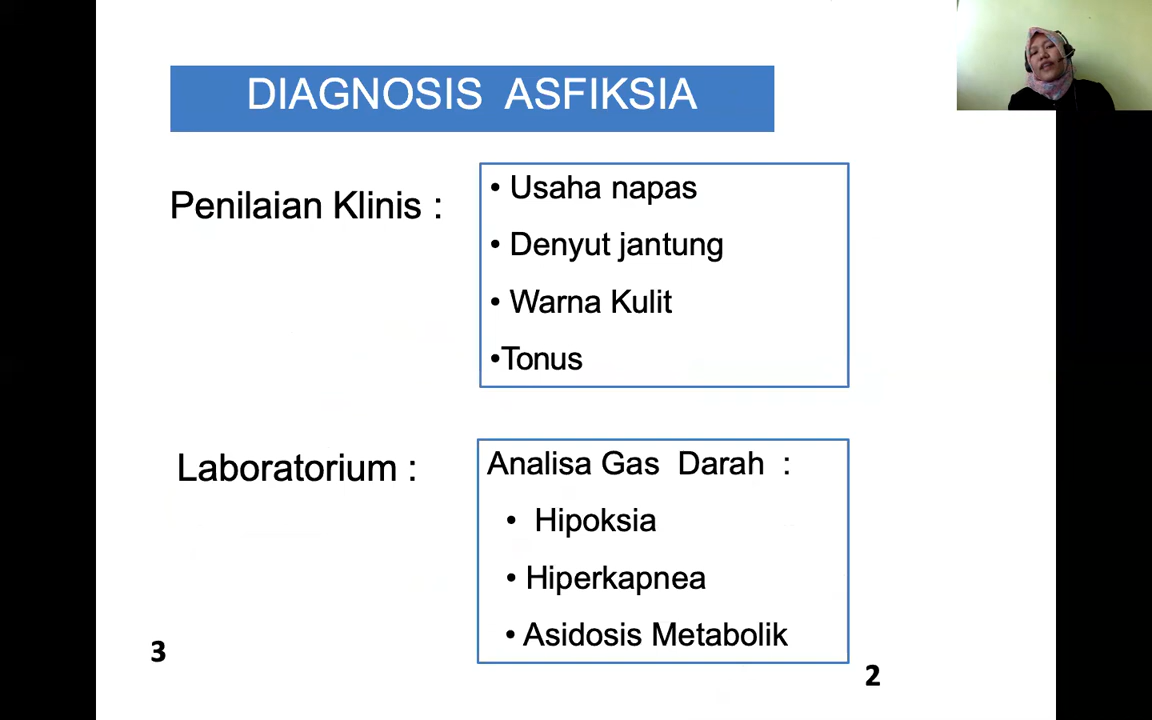 DIAGNOSIS ASFIKSIA
Penilaian Klinis :
• Usaha napas
• Denyut jantung
• Warna Kulit
•Tonus
Laboratorium :
Analisa Gas Darah :
• Hipoksia
• Hiperkapnea
• Asidosis Metabolik
3
2